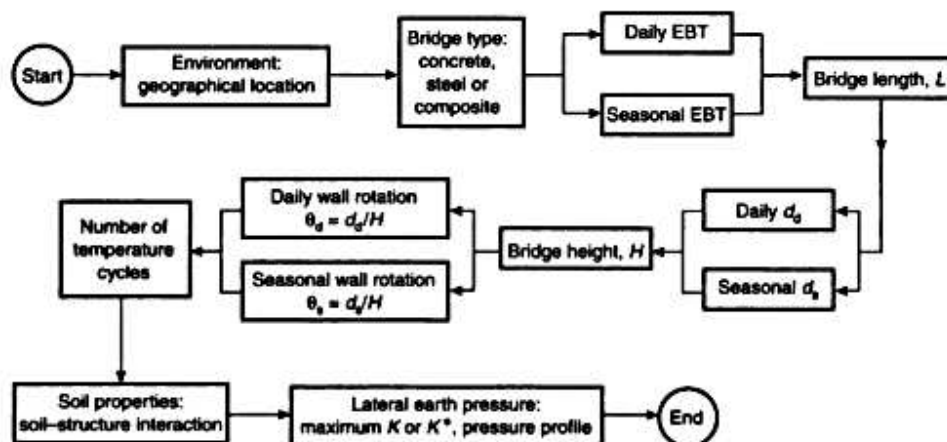 Start
Environment:
geographical location
Bridge type:
concrete,
steel or
composite
Daily EBT
Seasonal EBT
Bridge length, L
Daily d_d
Seasonal d_s
Bridge height, H
Daily wall rotation
θ_d = d_d/H
Seasonal wall rotation
θ_s = d_s/H
Number of
temperature
cycles
Soil properties:
soil–structure interaction
Lateral earth pressure:
maximum K or K*, pressure profile
End